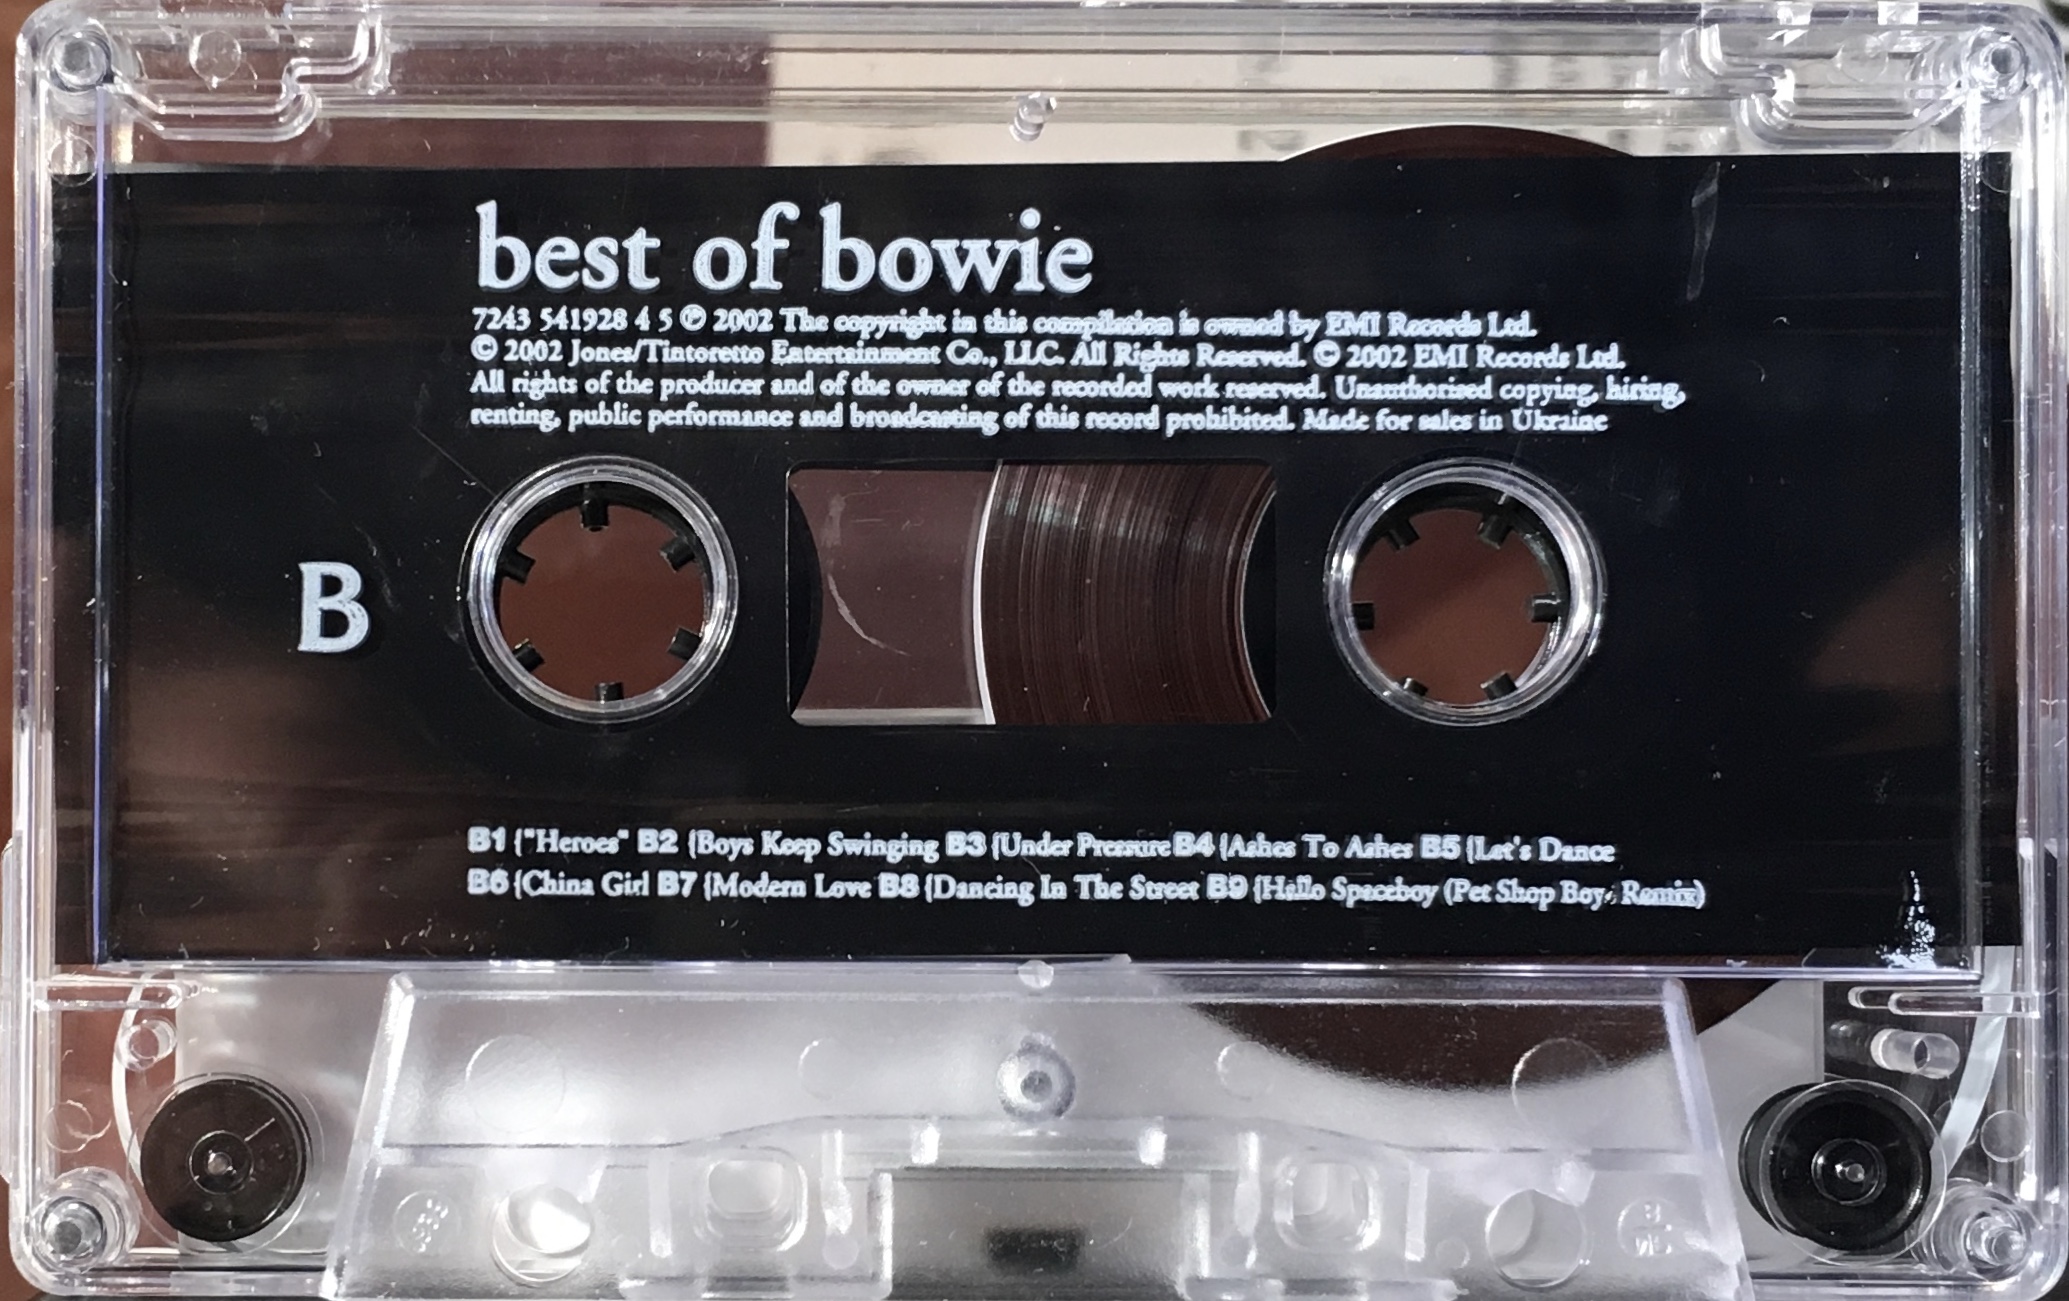 best of bowie
7243 541928 4 5 ℗ 2002 The copyright in this compilation is owned by EMI Records Ltd.
© 2002 Jones/Tintoretto Entertainment Co., LLC. All Rights Reserved. © 2002 EMI Records Ltd.
All rights of the producer and of the owner of the recorded work reserved. Unauthorised copying, hiring,
renting, public performance and broadcasting of this record prohibited. Made for sales in Ukraine
B
B1 {"Heroes" B2 {Boys Keep Swinging B3 {Under Pressure B4 {Ashes To Ashes B5 {Let's Dance
B6 {China Girl B7 {Modern Love B8 {Dancing In The Street B9 {Hallo Spaceboy (Pet Shop Boys Remix)